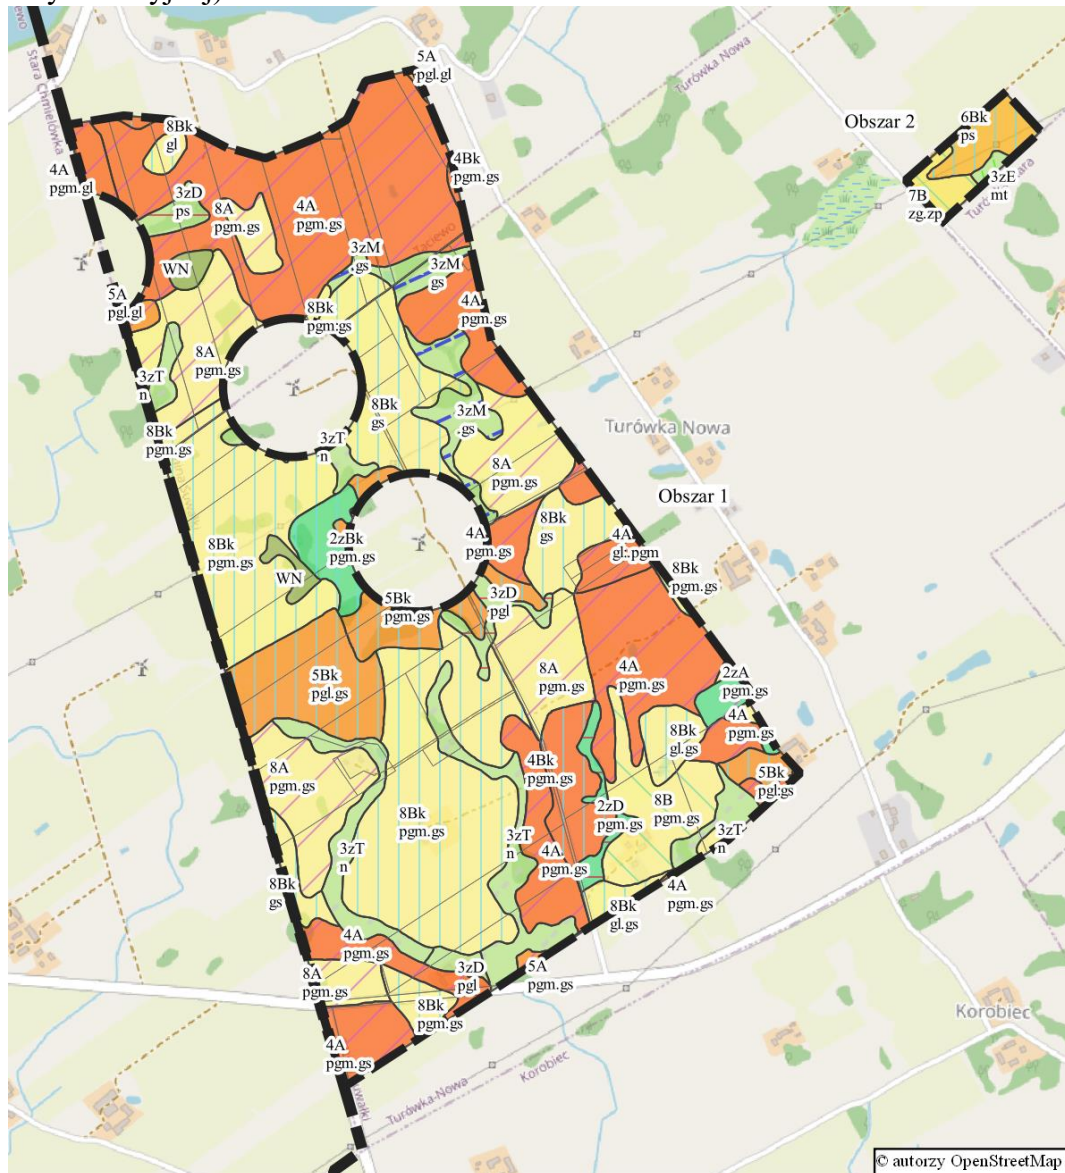 5A
pgl.gl
Turówka Nowa
Stara Chmielówka
8Bk
gl
Obszar 2
6Bk
ps
4A
pgm.gl
4Bk
pgm.gs
3zE
mt
7B
zg.zp
3zD
ps
8A
pgm.gs
4A
pgm.gs
Taciewo
3zM
.gs
3zM
gs
WN
5A
pgl.gl
8Bk
pgm.gs
4A
pgm.gs
8A
pgm.gs
3zT
n
8Bk
gs
3zM
.gs
Turówka Nowa
8Bk
pgm.gs
3zT
n
8A
pgm.gs
Obszar 1
8Bk
gs
4A
pgm.gs
4A
gl:.pgm
8Bk
pgm.gs
2zBk
pgm.gs
8Bk
pgm.gs
WN
5Bk
pgm.gs
3zD
pgl
8A
pgm.gs
4A
pgm.gs
2zA
pgm.gs
5Bk
pgl.gs
4A
pgm.gs
8Bk
gl.gs
8A
pgm.gs
4Bk
pgm.gs
5Bk
pgl.gs
8Bk
pgm.gs
2zD
pgm.gs
8B
pgm.gs
3zT
n
3zT
n
3zT
n
4A
pgm.gs
4A
pgm.gs
8Bk
gs
8Bk
gl.gs
4A
pgm.gs
8A
pgm.gs
3zD
pgl
5A
pgm.gs
8Bk
pgm.gs
4A
pgm.gs
Korobiec
Korobiec
Turówka Nowa
© autorzy OpenStreetMap